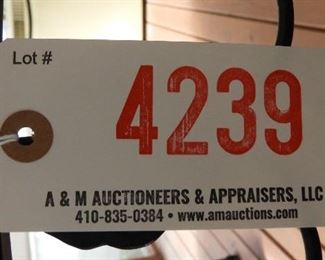 Lot #
4239
A & M AUCTIONEERS & APPRAISERS, LLC
410-835-0384 • www.amauctions.com